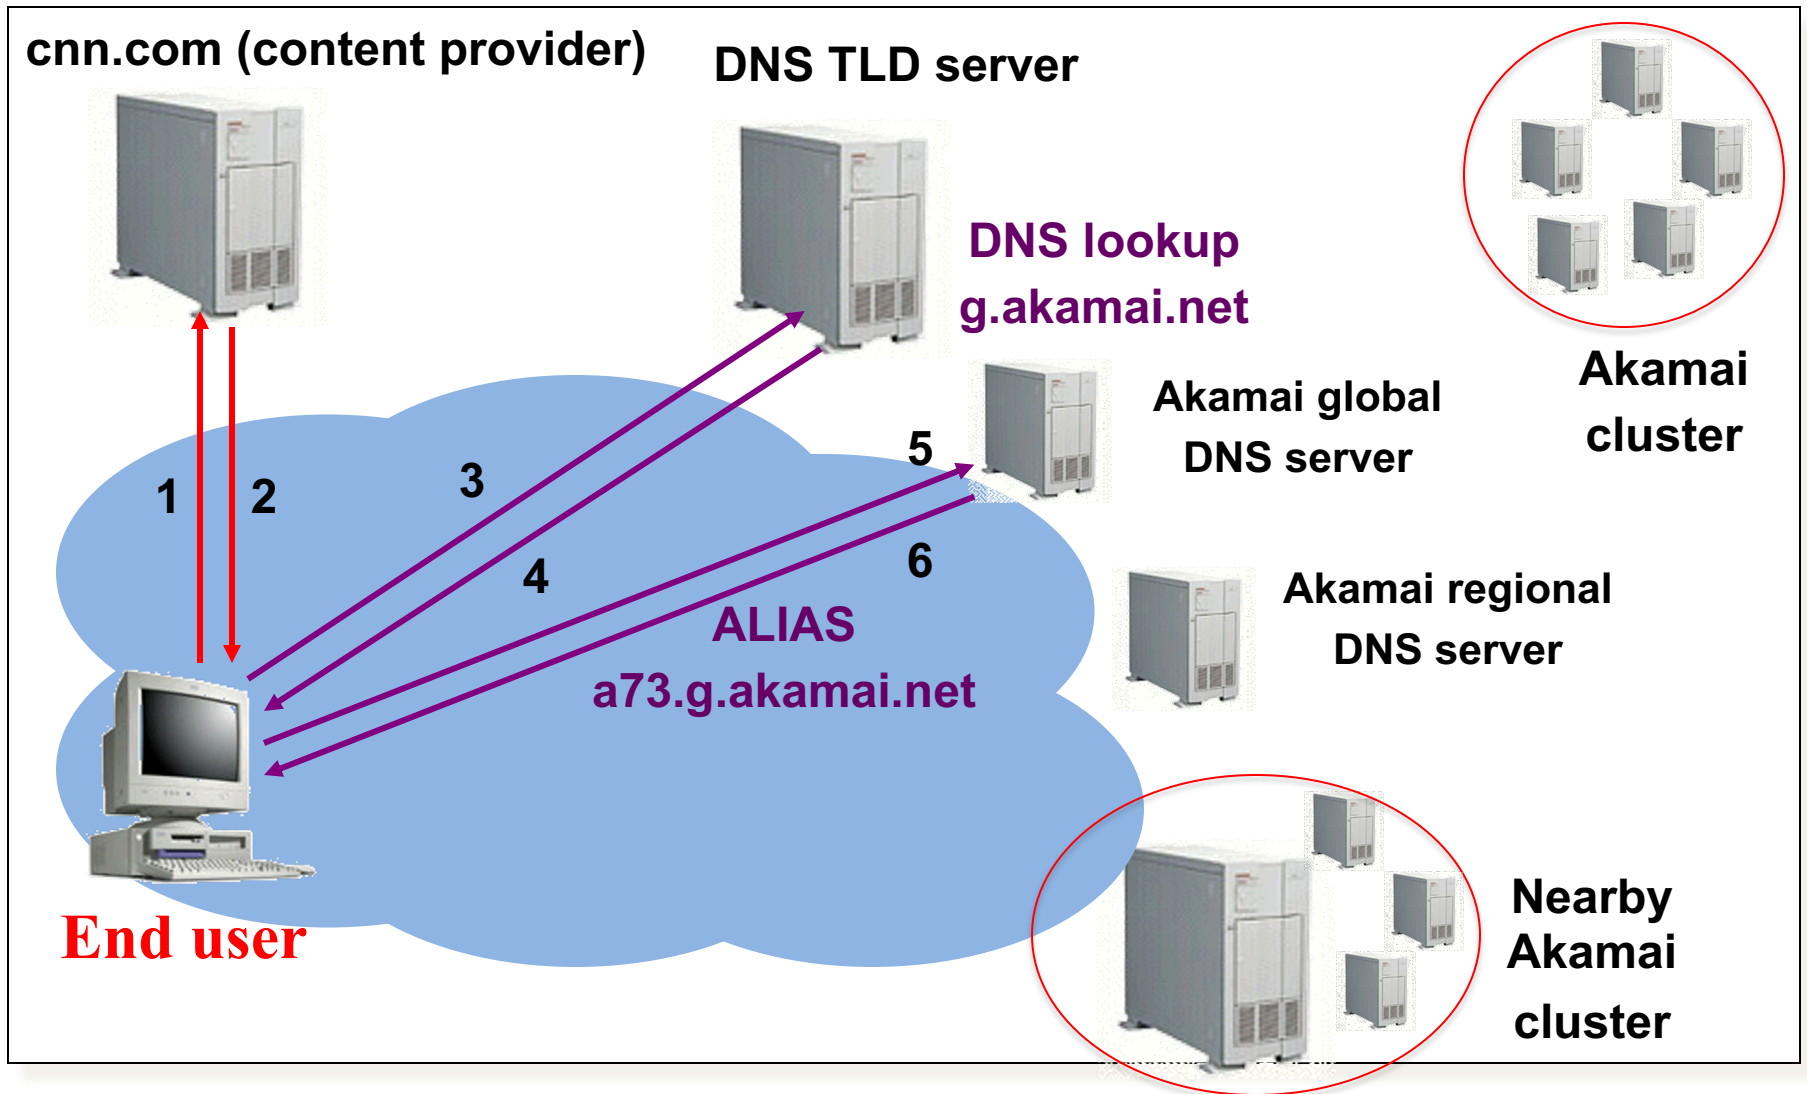 cnn.com (content provider)
DNS TLD server
DNS lookup
g.akamai.net
Akamai
cluster
Akamai global
DNS server
5
3
1
2
4
6
Akamai regional
DNS server
ALIAS
a73.g.akamai.net
End user
Nearby
Akamai
cluster